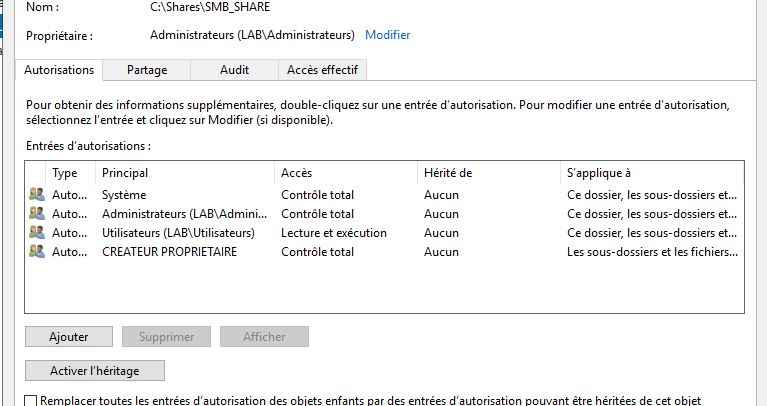 Nom : C:\Shares\SMB_SHARE
Propriétaire : Administrateurs (LAB\Administrateurs) Modifier
Autorisations Partage Audit Accès effectif
Pour obtenir des informations supplémentaires, double-cliquez sur une entrée d'autorisation. Pour modifier une entrée d'autorisation,
sélectionnez l'entrée et cliquez sur Modifier (si disponible).
Entrées d'autorisations :
Type Principal Accès Hérité de S'applique à
Auto... Système Contrôle total Aucun Ce dossier, les sous-dossiers et...
Auto... Administrateurs (LAB\Admini... Contrôle total Aucun Ce dossier, les sous-dossiers et...
Auto... Utilisateurs (LAB\Utilisateurs) Lecture et exécution Aucun Ce dossier, les sous-dossiers et...
Auto... CREATEUR PROPRIETAIRE Contrôle total Aucun Les sous-dossiers et les fichiers...
Ajouter Supprimer Afficher
Activer l'héritage
Remplacer toutes les entrées d'autorisation des objets enfants par des entrées d'autorisation pouvant être héritées de cet objet